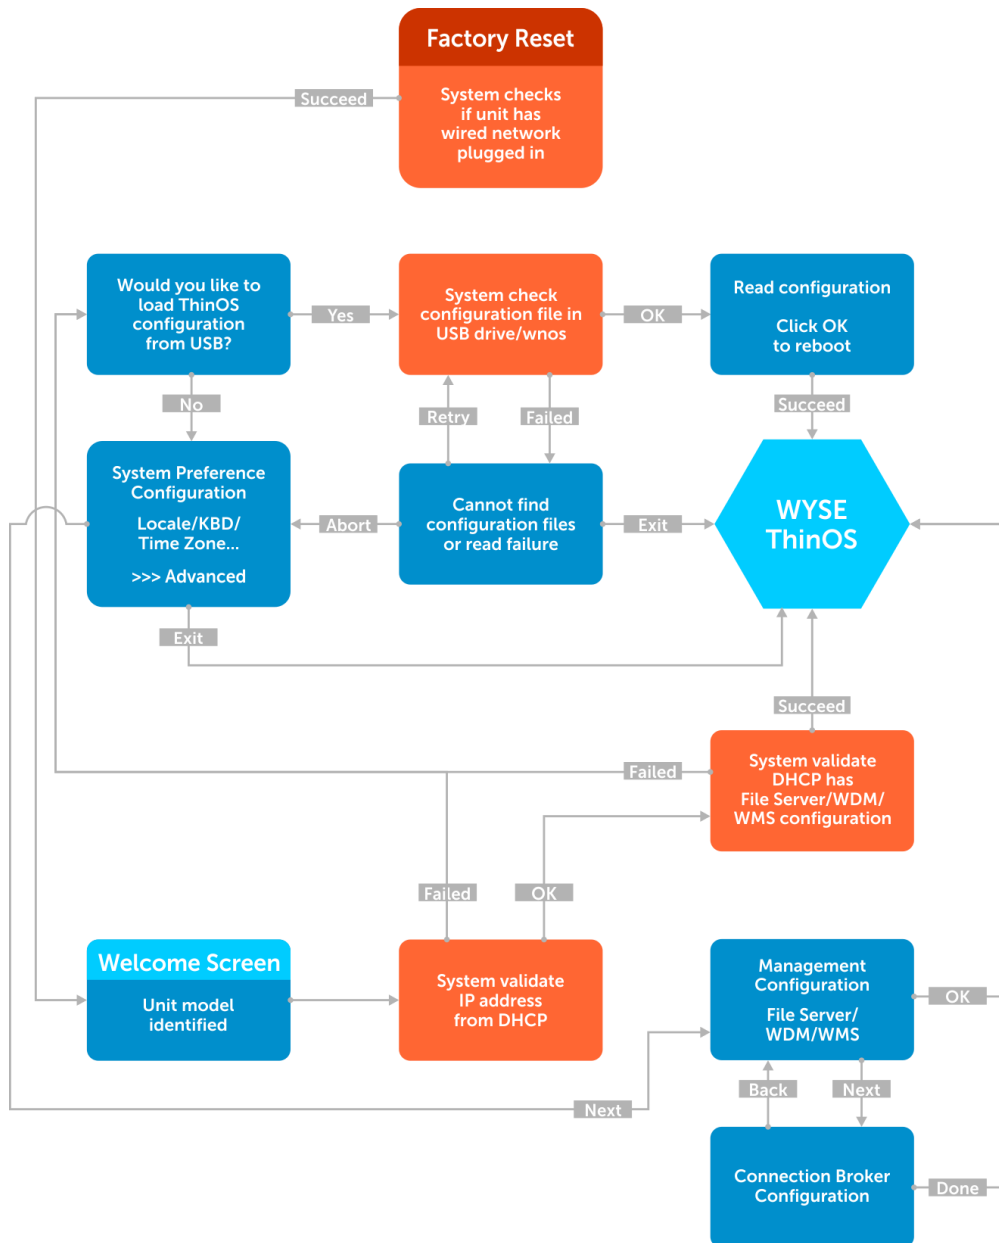 Factory Reset
System checks
if unit has
wired network
plugged in
Succeed
Would you like to
load ThinOS
configuration
from USB?
Yes
System check
configuration file in
USB drive/wnos
OK
Read configuration
Click OK
to reboot
No
Retry
Failed
Succeed
System Preference
Configuration
Locale/KBD/
Time Zone...
>>> Advanced
Abort
Cannot find
configuration files
or read failure
Exit
WYSE
ThinOS
Exit
Succeed
Failed
System validate
DHCP has
File Server/WDM/
WMS configuration
Failed
OK
Welcome Screen
Unit model
identified
System validate
IP address
from DHCP
Management
Configuration
File Server/
WDM/WMS
OK
Back
Next
Next
Connection Broker
Configuration
Done